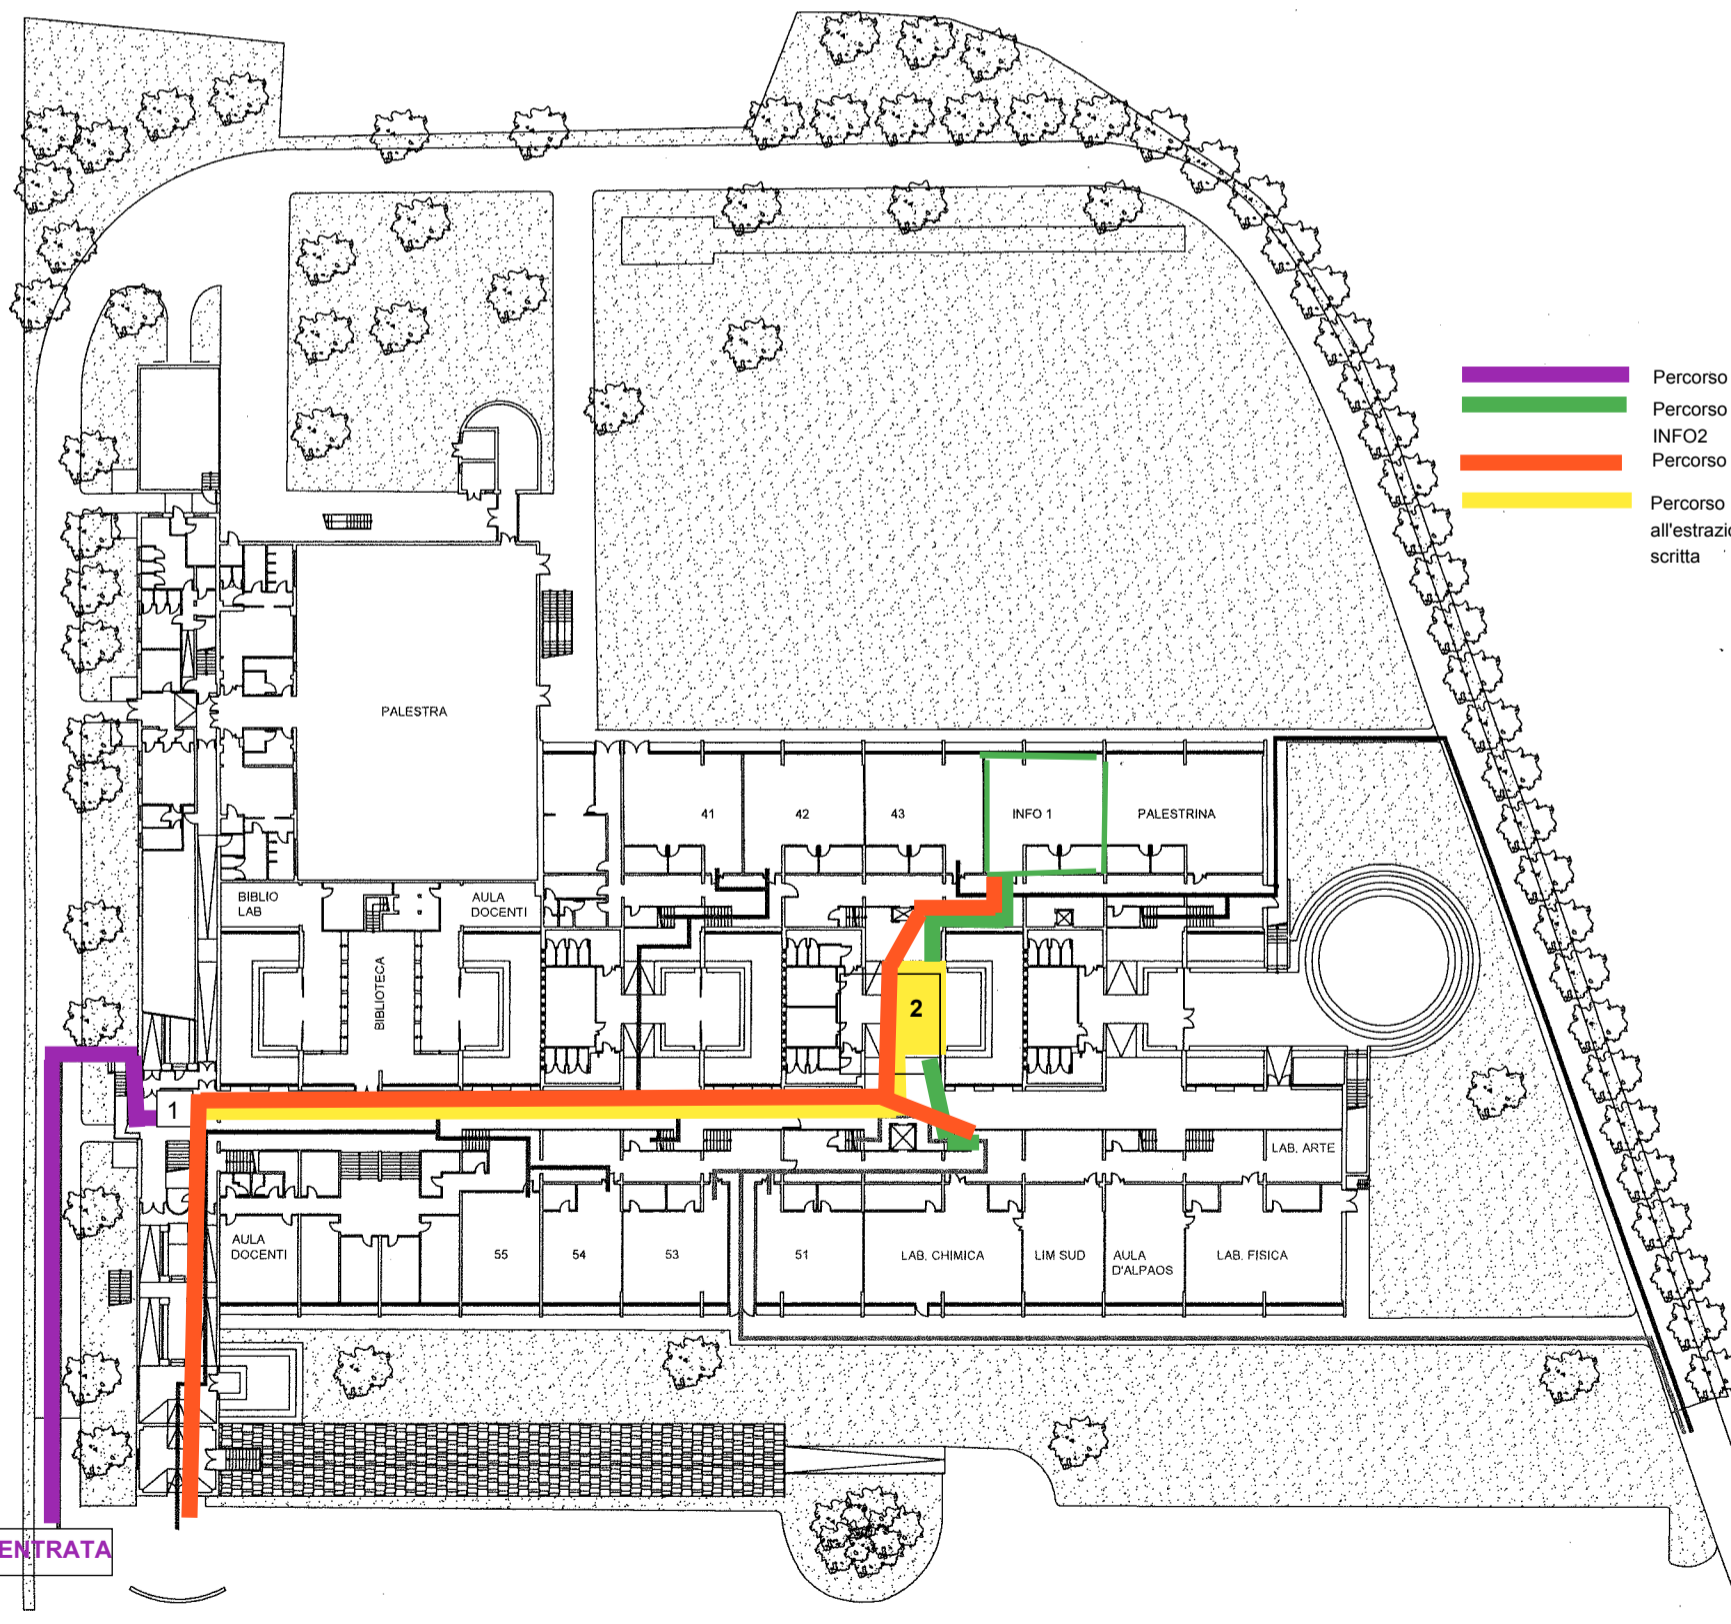 Percorso
Percorso
INFO2
Percorso
Percorso
all'estrazio
scritta
PALESTRA
41
42
43
INFO 1
PALESTRINA
BIBLIO
LAB
AULA
DOCENTI
BIBLIOTECA
2
1
LAB. ARTE
AULA
DOCENTI
55
54
53
51
LAB. CHIMICA
LIM SUD
AULA
D'ALPAOS
LAB. FISICA
ENTRATA